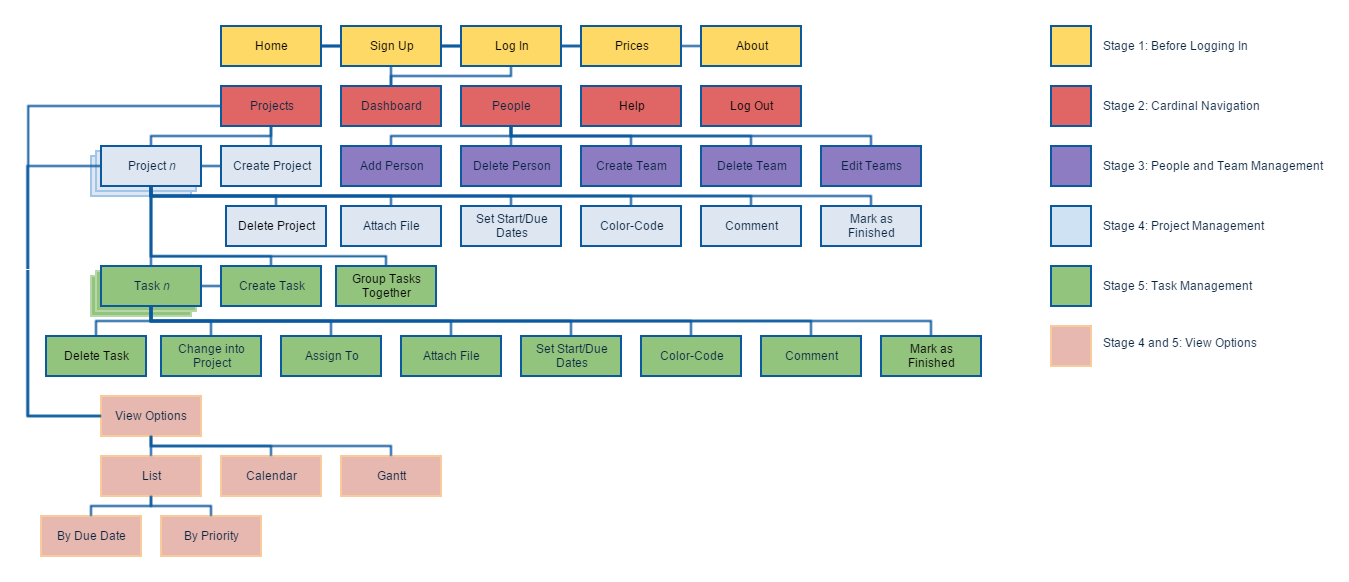 Home
Sign Up
Log In
Prices
About
Stage 1: Before Logging In
Projects
Dashboard
People
Help
Log Out
Stage 2: Cardinal Navigation
Project n
Create Project
Add Person
Delete Person
Create Team
Delete Team
Edit Teams
Stage 3: People and Team Management
Delete Project
Attach File
Set Start/Due
Dates
Color-Code
Comment
Mark as
Finished
Stage 4: Project Management
Task n
Create Task
Group Tasks
Together
Stage 5: Task Management
Delete Task
Change into
Project
Assign To
Attach File
Set Start/Due
Dates
Color-Code
Comment
Mark as
Finished
Stage 4 and 5: View Options
View Options
List
Calendar
Gantt
By Due Date
By Priority